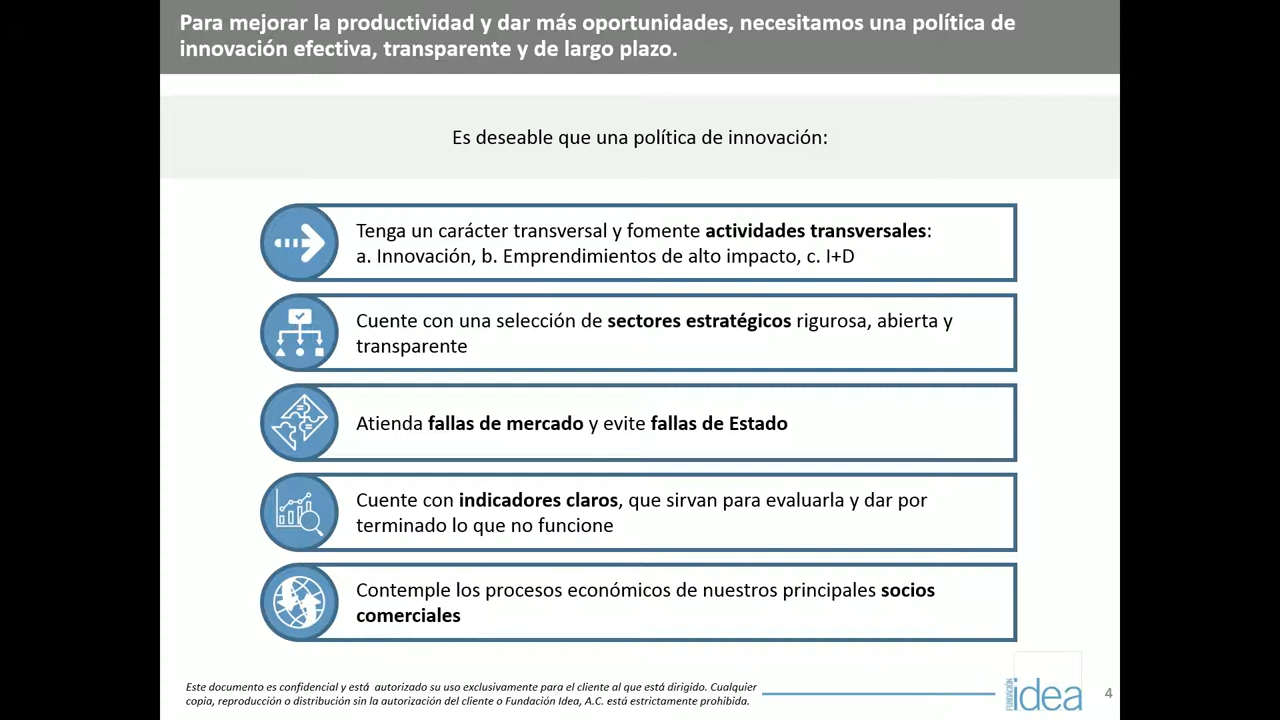 Para mejorar la productividad y dar más oportunidades, necesitamos una política de
innovación efectiva, transparente y de largo plazo.
Es deseable que una política de innovación:
Tenga un carácter transversal y fomente actividades transversales:
a. Innovación, b. Emprendimientos de alto impacto, c. I+D
Cuente con una selección de sectores estratégicos rigurosa, abierta y
transparente
Atienda fallas de mercado y evite fallas de Estado
Cuente con indicadores claros, que sirvan para evaluarla y dar por
terminado lo que no funcione
Contemple los procesos económicos de nuestros principales socios
comerciales
Este documento es confidencial y está autorizado su uso exclusivamente para el cliente al que está dirigido. Cualquier
copia, reproducción o distribución sin la autorización del cliente o Fundación Idea, A.C. está estrictamente prohibida.
FUNDACIÓN
idea
4